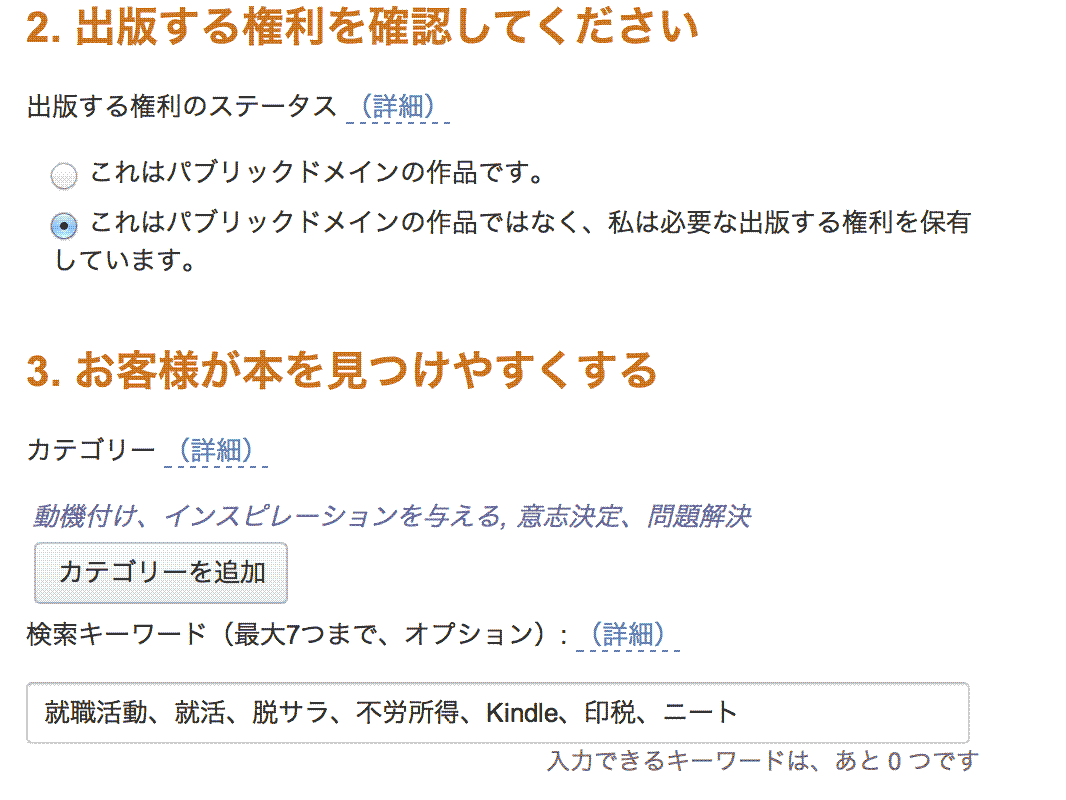 2. 出版する権利を確認してください
出版する権利のステータス （詳細）
これはパブリックドメインの作品です。
これはパブリックドメインの作品ではなく、私は必要な出版する権利を保有
しています。
3. お客様が本を見つけやすくする
カテゴリー （詳細）
動機付け、インスピレーションを与える, 意志決定、問題解決
カテゴリーを追加
検索キーワード（最大7つまで、オプション）: （詳細）
就職活動、就活、脱サラ、不労所得、Kindle、印税、ニート
入力できるキーワードは、あと 0 つです